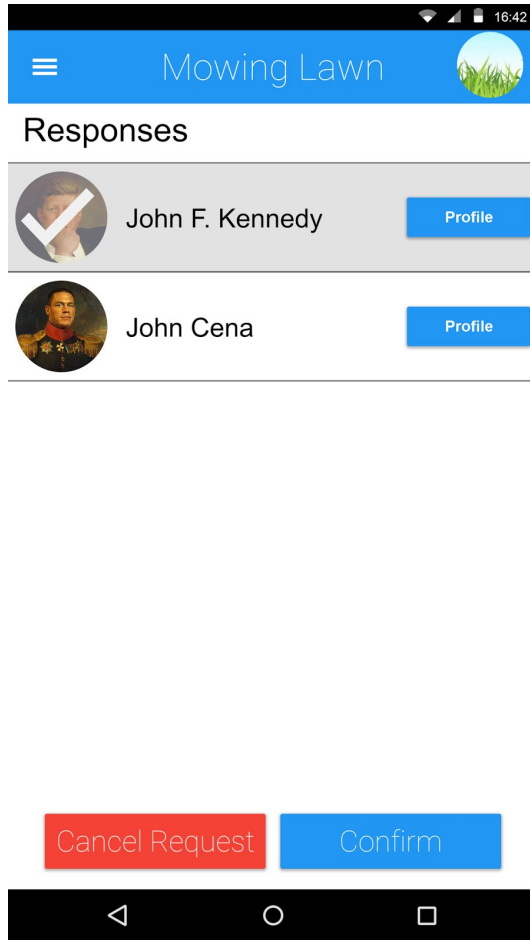 16:42
Mowing Lawn
Responses
John F. Kennedy
Profile
John Cena
Profile
Cancel Request
Confirm